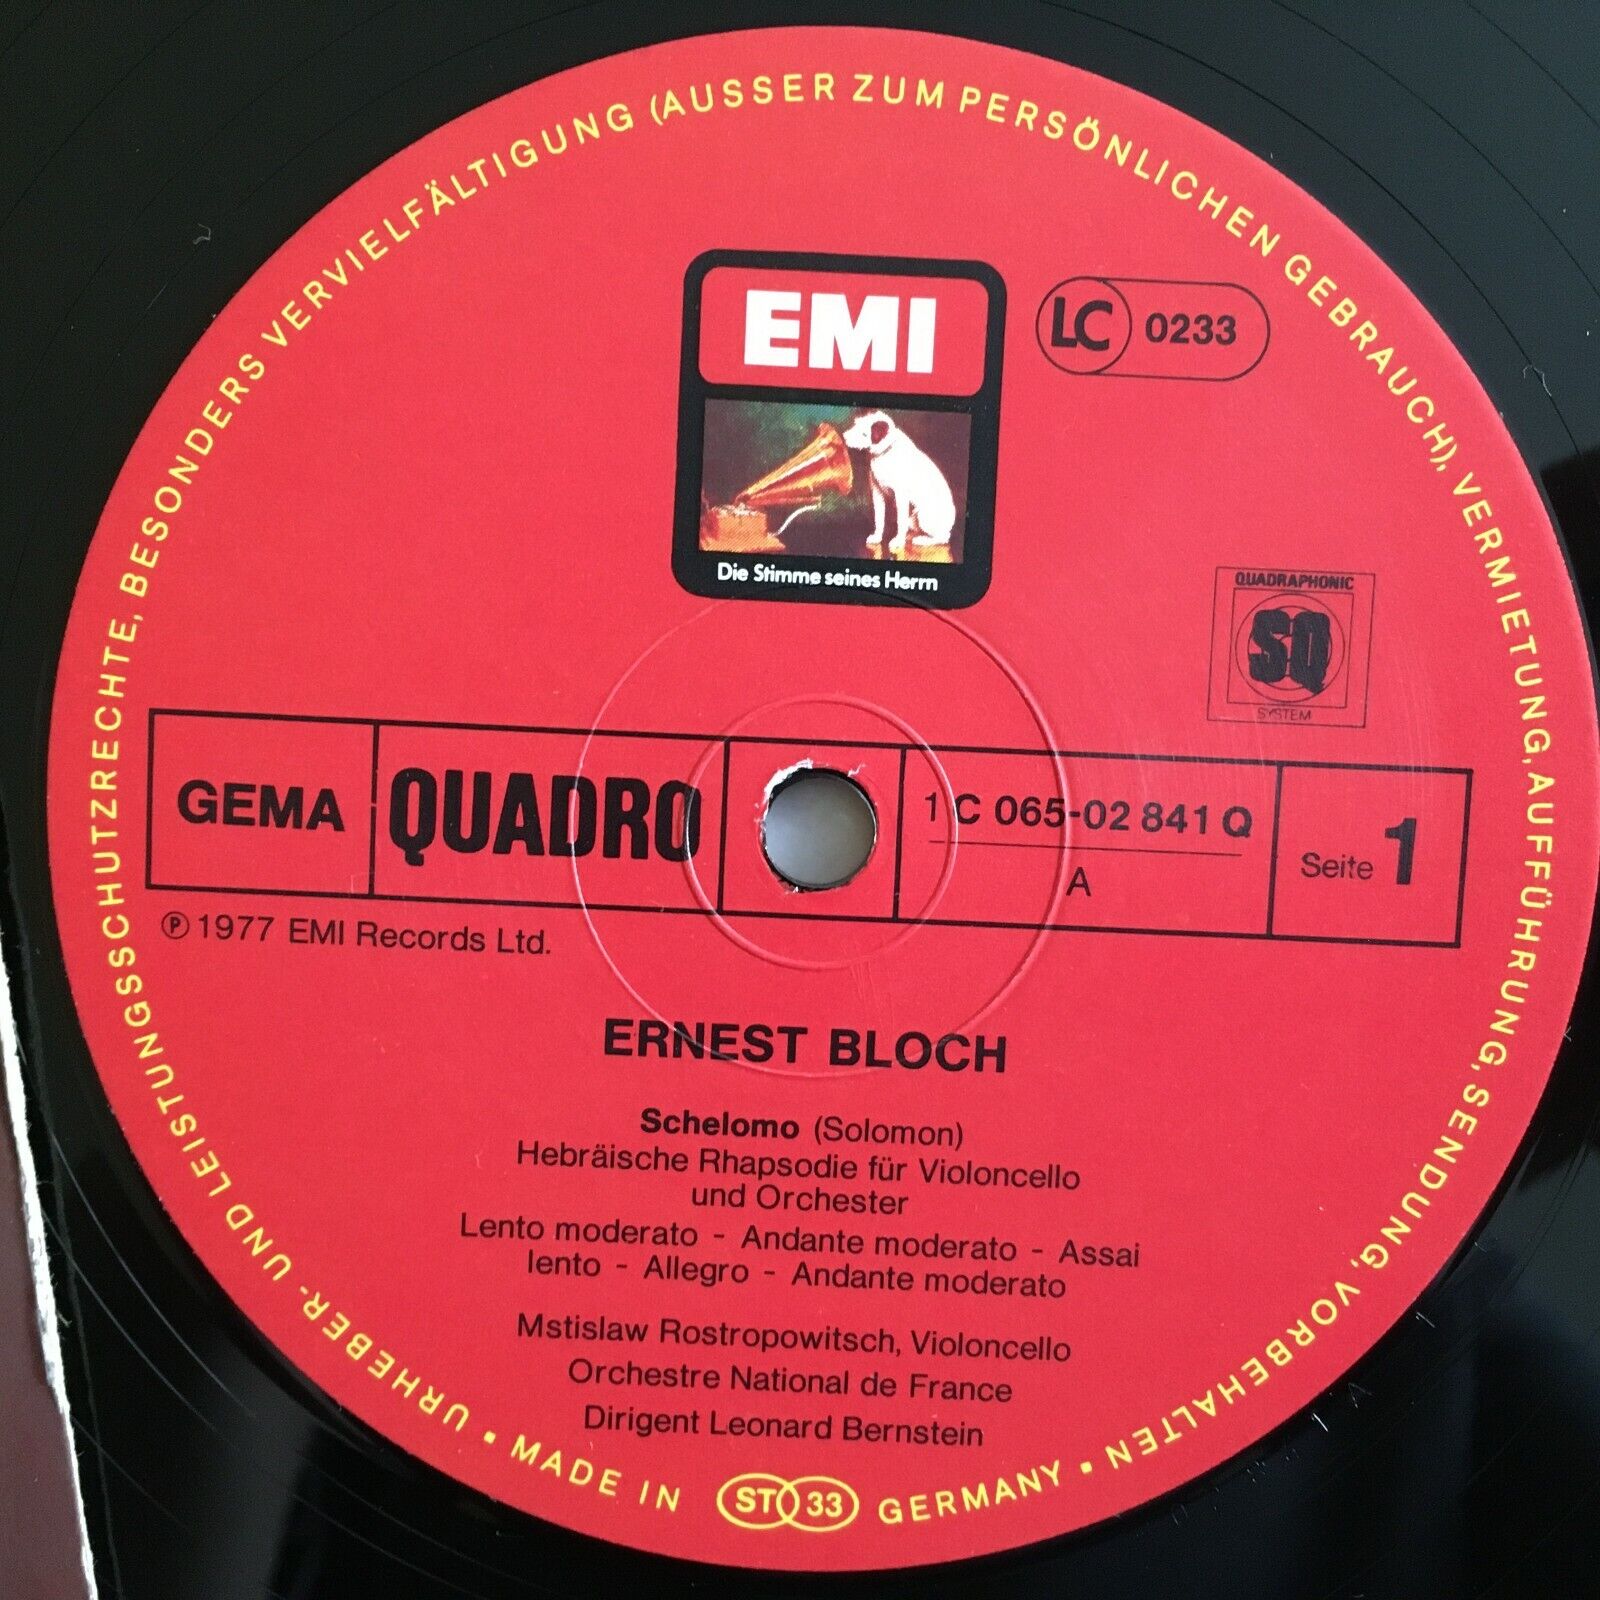 URHEBER- UND LEISTUNGSSCHUTZRECHTE, BESONDERS VERVIELFÄLTIGUNG (AUSSER ZUM PERSÖNLICHEN GEBRAUCH), VERMIETUNG, AUFFÜHRUNG, SENDUNG, VORBEHALTEN ▪
EMI
LC 0233
Die Stimme seines Herrn
QUADRAPHONIC
SQ
SYSTEM
GEMA
QUADRO
1 C 065-02 841 Q
A
Seite 1
℗ 1977 EMI Records Ltd.
ERNEST BLOCH
Schelomo (Solomon)
Hebräische Rhapsodie für Violoncello
und Orchester
Lento moderato - Andante moderato - Assai
lento - Allegro - Andante moderato
Mstislaw Rostropowitsch, Violoncello
Orchestre National de France
Dirigent Leonard Bernstein
▪ MADE IN ST 33 GERMANY